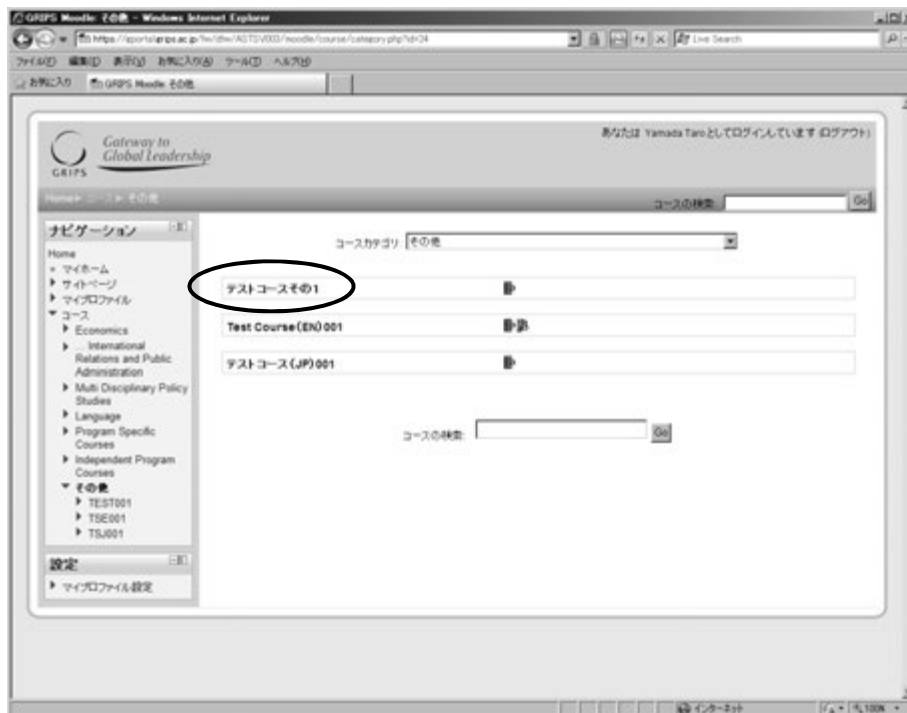 GRIPS Moodle: その他 - Windows Internet Explorer
Live Search
ファイル(F) 編集(E) 表示(V) お気に入り(A) ツール(T) ヘルプ(H)
お気に入り GRIPS Moodle: その他
Gateway to
Global Leadership
GRIPS
あなたは Yamada Taro としてログインしています (ログアウト)
Home ► コース ► その他
コースの検索: Go
ナビゲーション
Home
マイホーム
サイトページ
マイプロファイル
コース
Economics
... International
Relations and Public
Administration
Multi Disciplinary Policy
Studies
Language
Program Specific
Courses
Independent Program
Courses
その他
TEST001
TSE001
TSJ001
設定
マイプロファイル設定
コースカテゴリ: その他
テストコースその1
Test Course(EN)001
テストコース(JP)001
コースの検索: Go
インターネット
100%